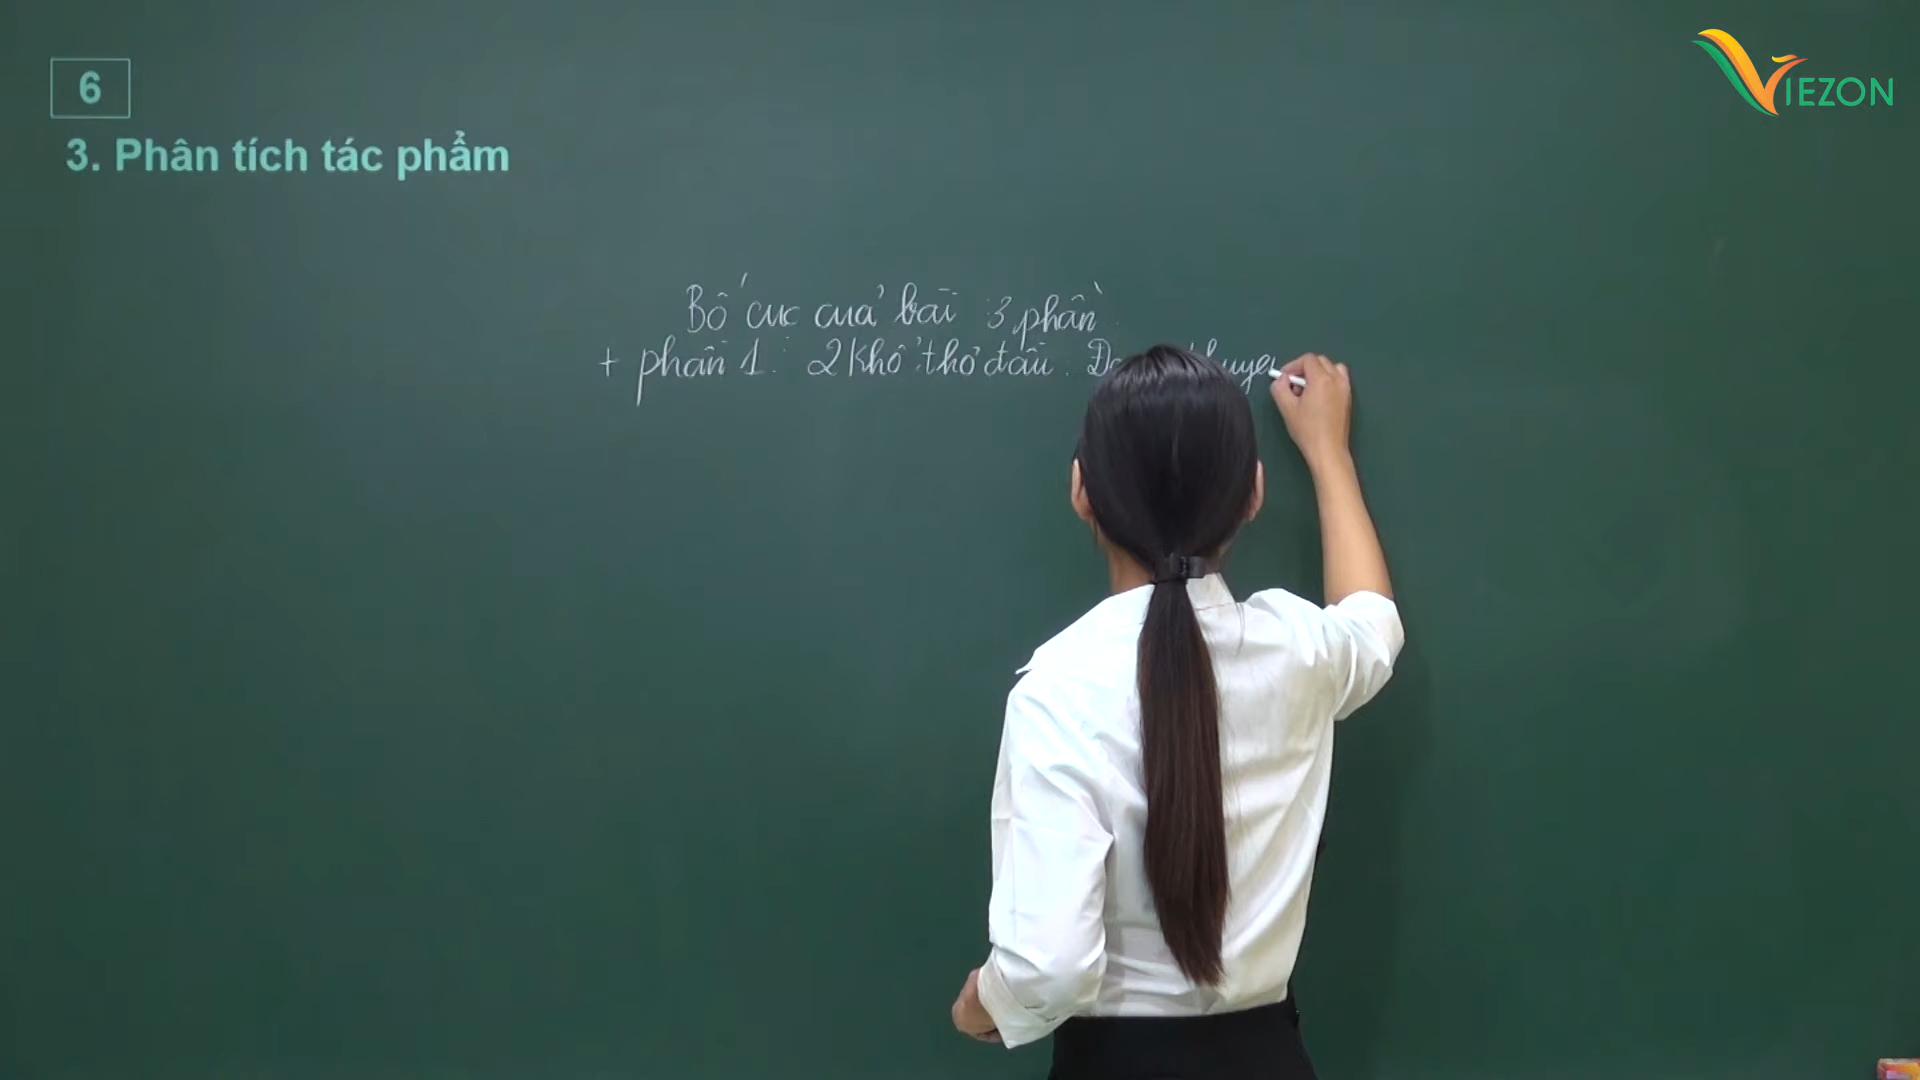 VIEZON
6
3. Phân tích tác phẩm
Bố cục của bài 3 phần
+ phần 1: 2 khổ thơ đầu.